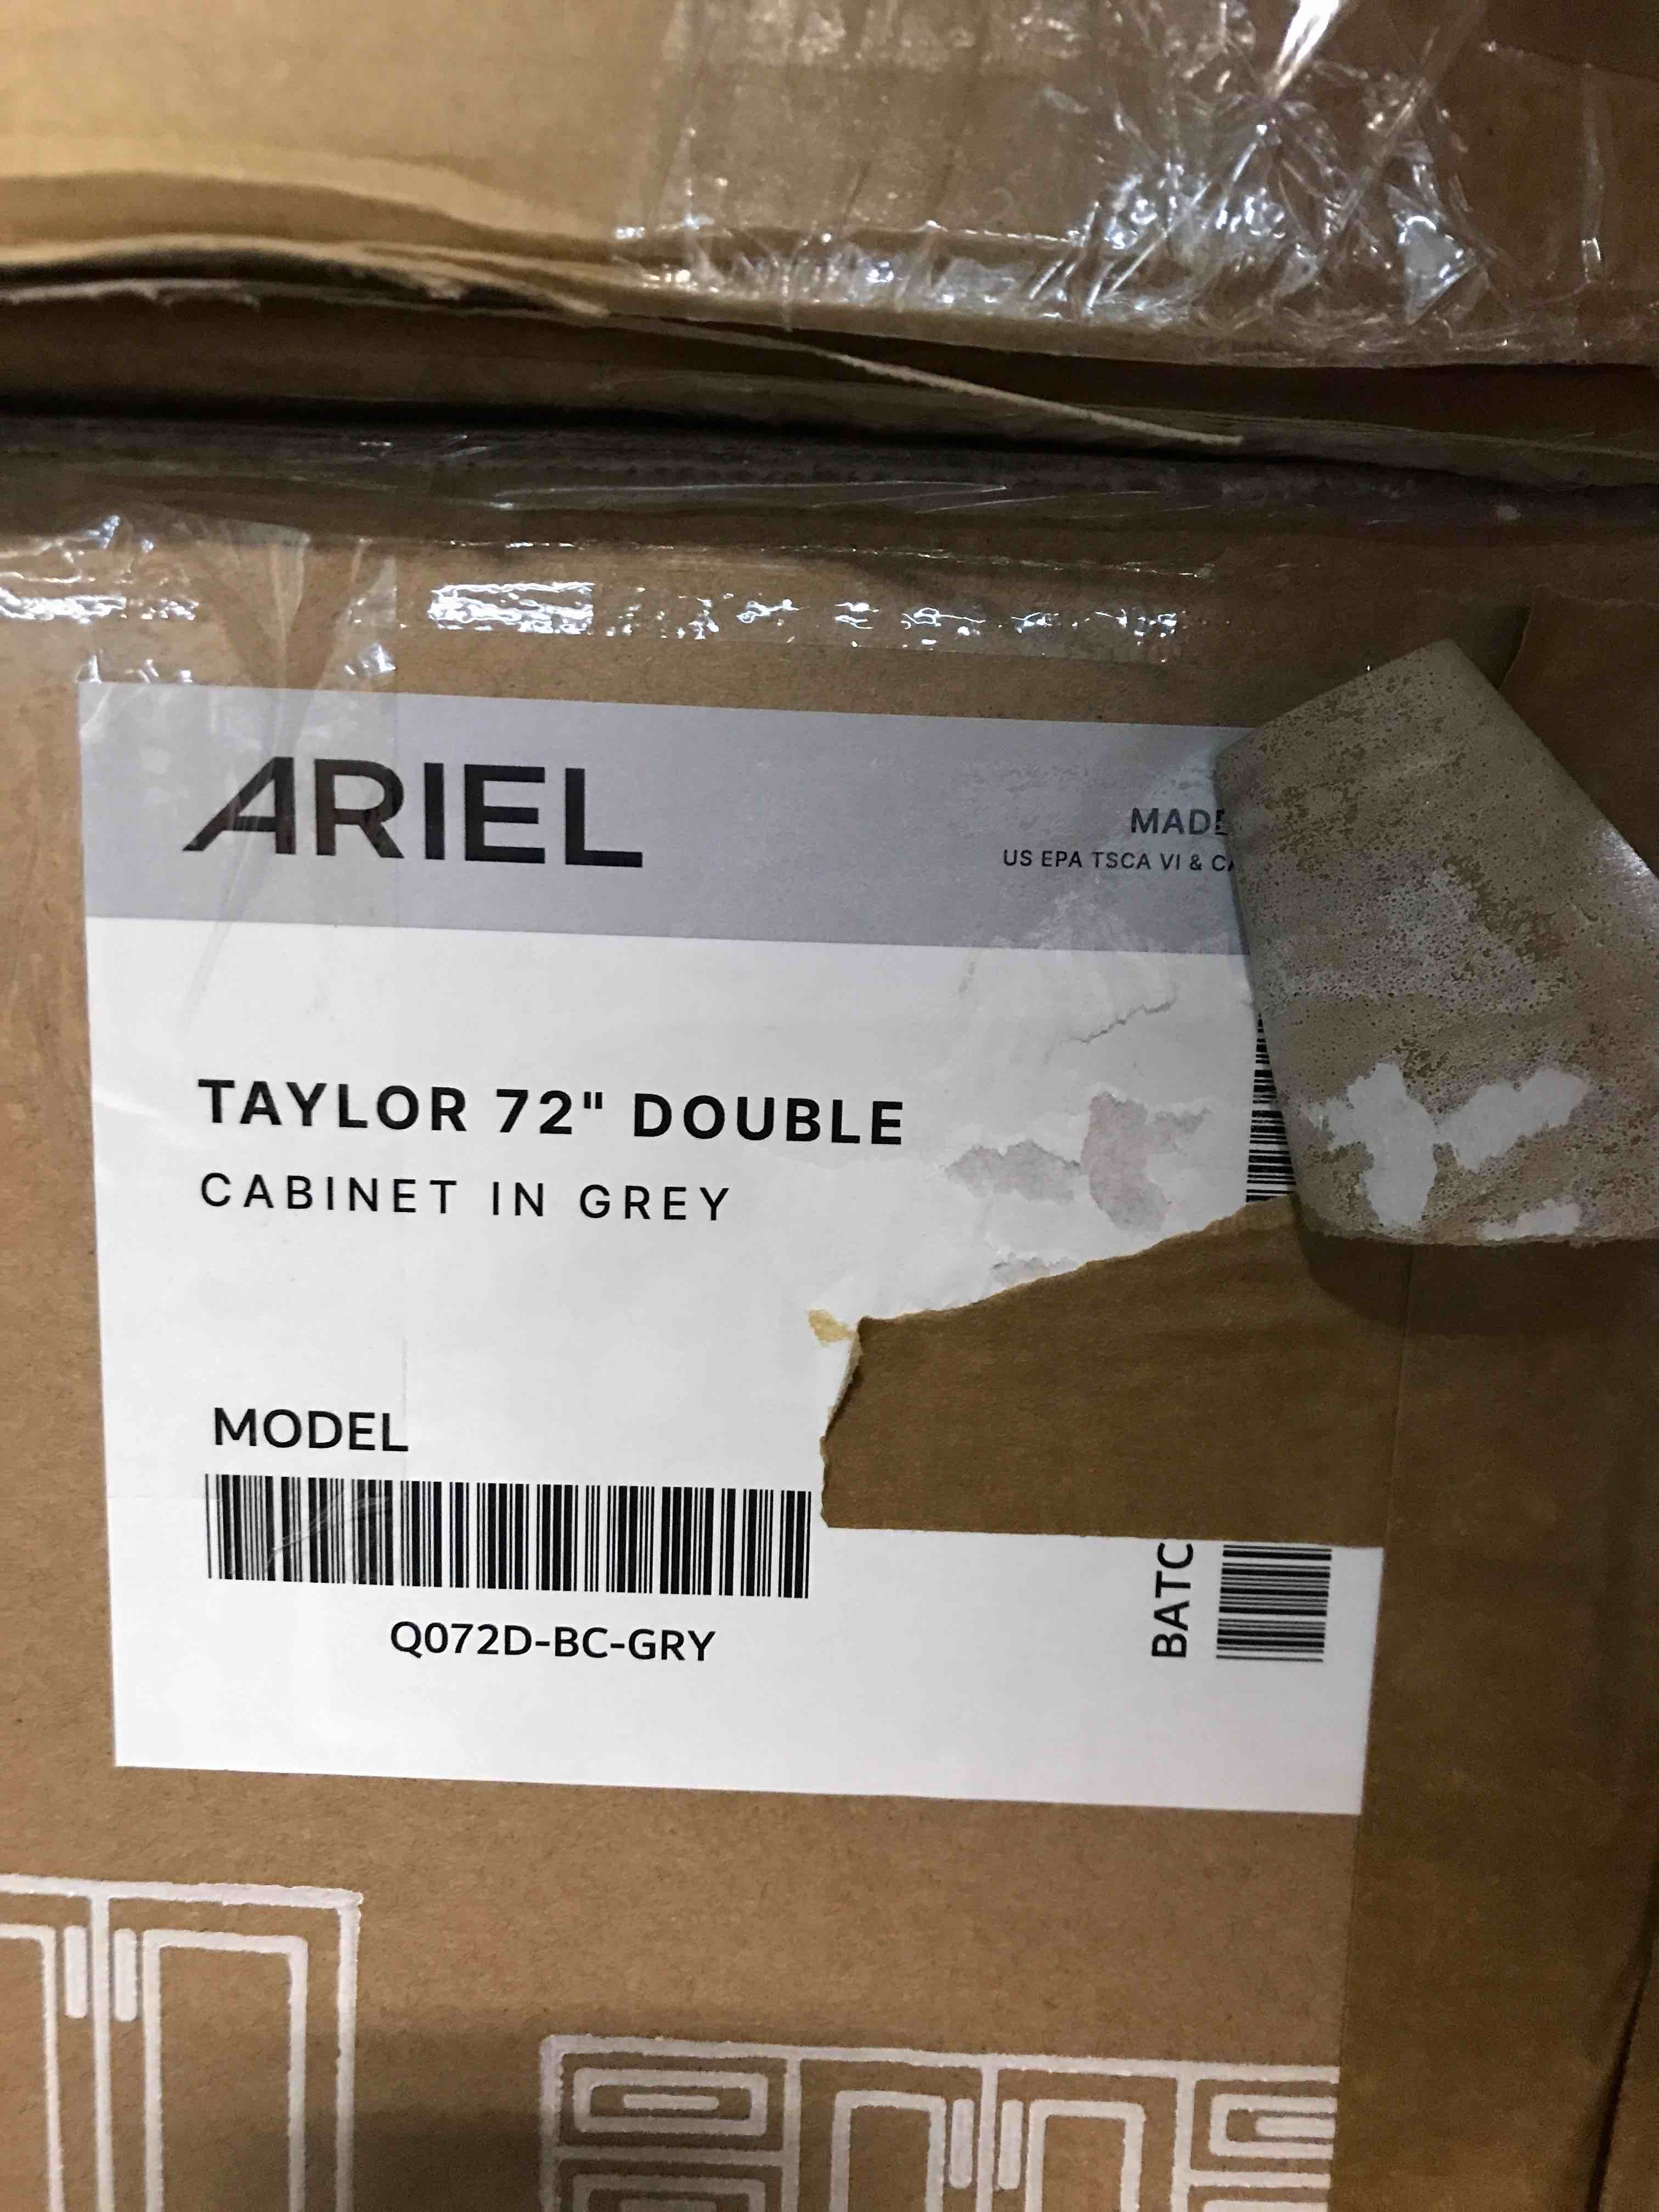 ARIEL
MADE
US EPA TSCA VI & CA
TAYLOR 72" DOUBLE
CABINET IN GREY
MODEL
Q072D-BC-GRY
BATC